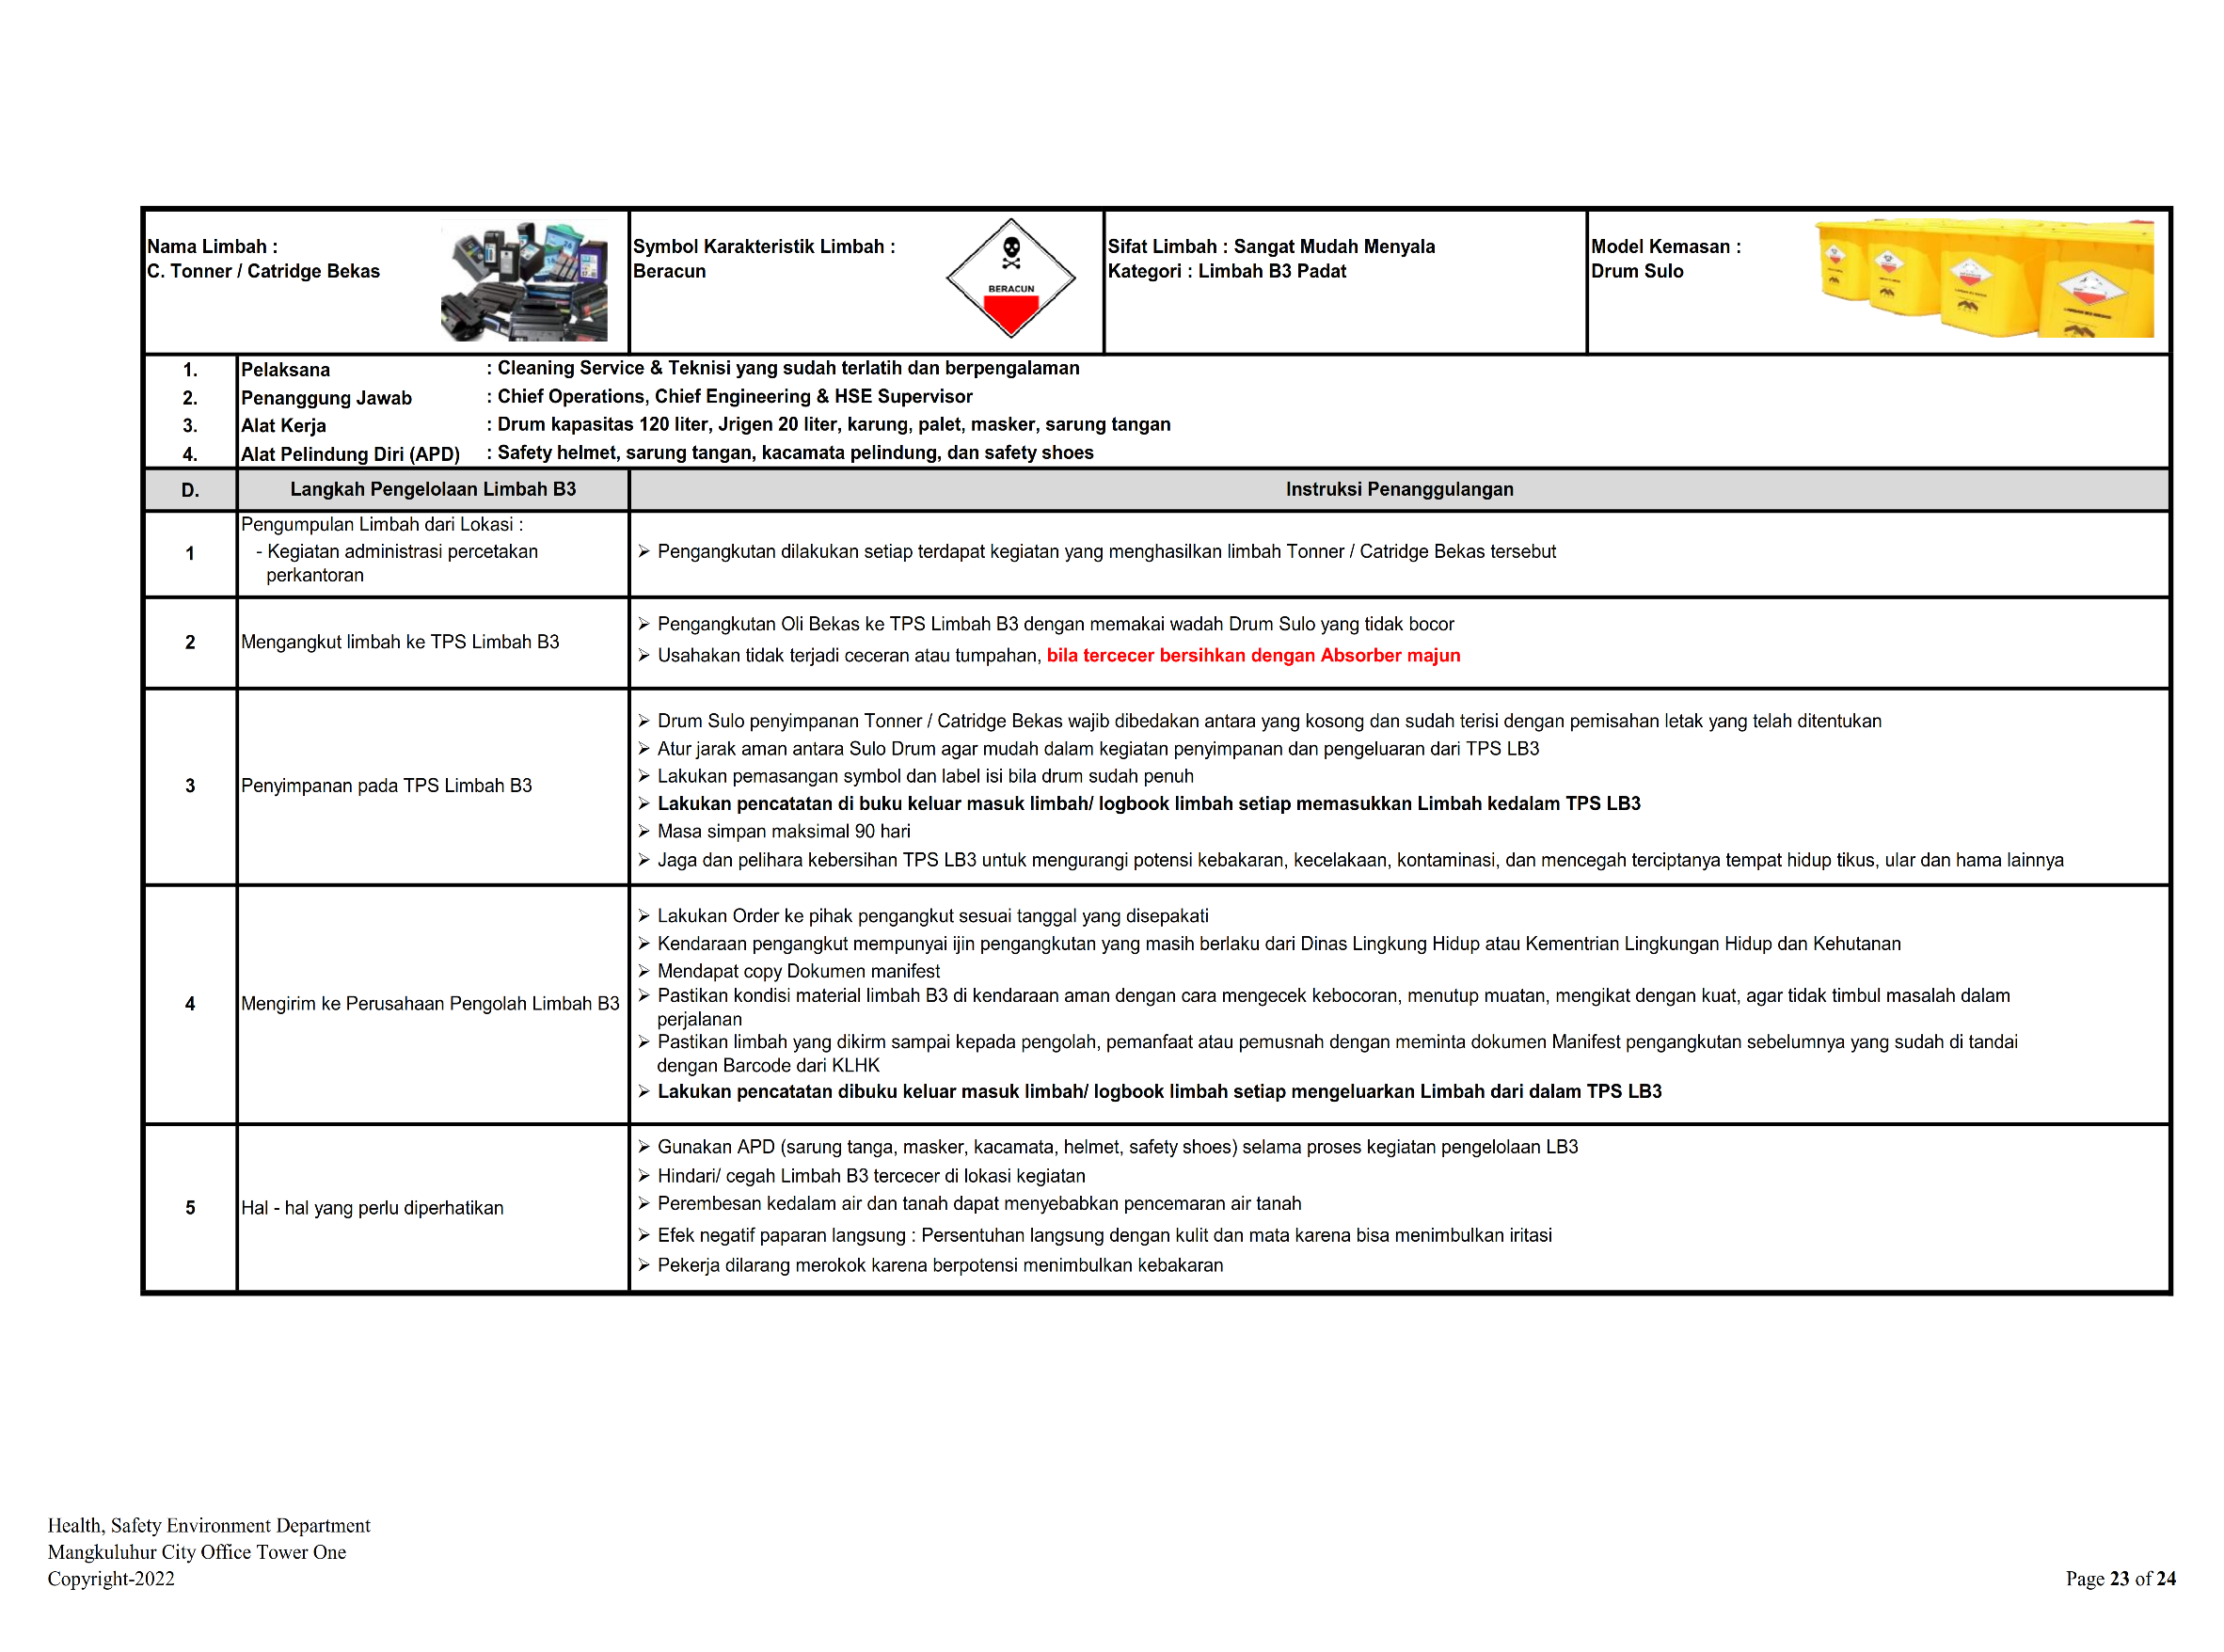 Nama Limbah :
C. Tonner / Catridge Bekas
Symbol Karakteristik Limbah :
Beracun
BERACUN
Sifat Limbah : Sangat Mudah Menyala
Kategori : Limbah B3 Padat
Model Kemasan :
Drum Sulo
1. Pelaksana : Cleaning Service & Teknisi yang sudah terlatih dan berpengalaman
2. Penanggung Jawab : Chief Operations, Chief Engineering & HSE Supervisor
3. Alat Kerja : Drum kapasitas 120 liter, Jrigen 20 liter, karung, palet, masker, sarung tangan
4. Alat Pelindung Diri (APD) : Safety helmet, sarung tangan, kacamata pelindung, dan safety shoes
D. Langkah Pengelolaan Limbah B3 Instruksi Penanggulangan
1
Pengumpulan Limbah dari Lokasi :
- Kegiatan administrasi percetakan
perkantoran
➢ Pengangkutan dilakukan setiap terdapat kegiatan yang menghasilkan limbah Tonner / Catridge Bekas tersebut
2 Mengangkut limbah ke TPS Limbah B3
➢ Pengangkutan Oli Bekas ke TPS Limbah B3 dengan memakai wadah Drum Sulo yang tidak bocor
➢ Usahakan tidak terjadi ceceran atau tumpahan, bila tercecer bersihkan dengan Absorber majun
3 Penyimpanan pada TPS Limbah B3
➢ Drum Sulo penyimpanan Tonner / Catridge Bekas wajib dibedakan antara yang kosong dan sudah terisi dengan pemisahan letak yang telah ditentukan
➢ Atur jarak aman antara Sulo Drum agar mudah dalam kegiatan penyimpanan dan pengeluaran dari TPS LB3
➢ Lakukan pemasangan symbol dan label isi bila drum sudah penuh
➢ Lakukan pencatatan di buku keluar masuk limbah/ logbook limbah setiap memasukkan Limbah kedalam TPS LB3
➢ Masa simpan maksimal 90 hari
➢ Jaga dan pelihara kebersihan TPS LB3 untuk mengurangi potensi kebakaran, kecelakaan, kontaminasi, dan mencegah terciptanya tempat hidup tikus, ular dan hama lainnya
4 Mengirim ke Perusahaan Pengolah Limbah B3
➢ Lakukan Order ke pihak pengangkut sesuai tanggal yang disepakati
➢ Kendaraan pengangkut mempunyai ijin pengangkutan yang masih berlaku dari Dinas Lingkung Hidup atau Kementrian Lingkungan Hidup dan Kehutanan
➢ Mendapat copy Dokumen manifest
➢ Pastikan kondisi material limbah B3 di kendaraan aman dengan cara mengecek kebocoran, menutup muatan, mengikat dengan kuat, agar tidak timbul masalah dalam
perjalanan
➢ Pastikan limbah yang dikirm sampai kepada pengolah, pemanfaat atau pemusnah dengan meminta dokumen Manifest pengangkutan sebelumnya yang sudah di tandai
dengan Barcode dari KLHK
➢ Lakukan pencatatan dibuku keluar masuk limbah/ logbook limbah setiap mengeluarkan Limbah dari dalam TPS LB3
5 Hal - hal yang perlu diperhatikan
➢ Gunakan APD (sarung tanga, masker, kacamata, helmet, safety shoes) selama proses kegiatan pengelolaan LB3
➢ Hindari/ cegah Limbah B3 tercecer di lokasi kegiatan
➢ Perembesan kedalam air dan tanah dapat menyebabkan pencemaran air tanah
➢ Efek negatif paparan langsung : Persentuhan langsung dengan kulit dan mata karena bisa menimbulkan iritasi
➢ Pekerja dilarang merokok karena berpotensi menimbulkan kebakaran
Health, Safety Environment Department
Mangkuluhur City Office Tower One
Copyright-2022
Page 23 of 24